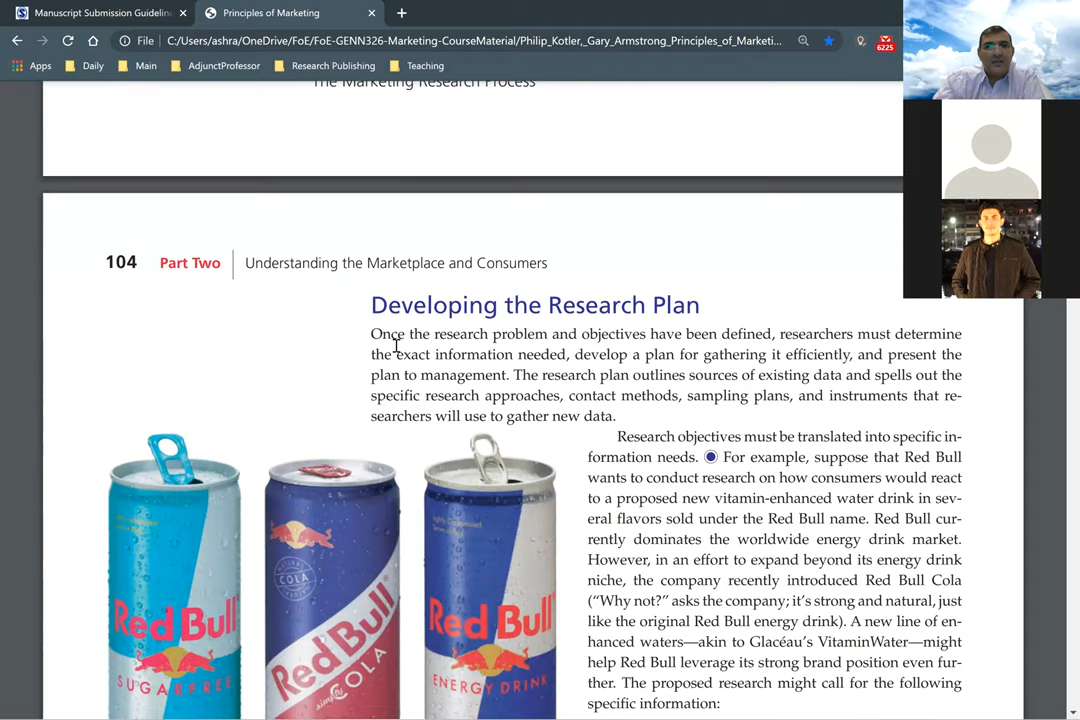 Manuscript Submission Guidelin
Principles of Marketing
File
C:/Users/ashra/OneDrive/FoE/FoE-GENN326-Marketing-CourseMaterial/Philip_Kotler,_Gary_Armstrong_Principles_of_Marketi...
6225
Apps
Daily
Main
AdjunctProfessor
Research Publishing
Teaching
The Marketing Research Process
104 Part Two Understanding the Marketplace and Consumers
Developing the Research Plan
Once the research problem and objectives have been defined, researchers must determine
the exact information needed, develop a plan for gathering it efficiently, and present the
plan to management. The research plan outlines sources of existing data and spells out the
specific research approaches, contact methods, sampling plans, and instruments that re-
searchers will use to gather new data.
Research objectives must be translated into specific in-
formation needs. For example, suppose that Red Bull
wants to conduct research on how consumers would react
to a proposed new vitamin-enhanced water drink in sev-
eral flavors sold under the Red Bull name. Red Bull cur-
rently dominates the worldwide energy drink market.
However, in an effort to expand beyond its energy drink
niche, the company recently introduced Red Bull Cola
(“Why not?” asks the company; it’s strong and natural, just
like the original Red Bull energy drink). A new line of en-
hanced waters—akin to Glacéau’s VitaminWater—might
help Red Bull leverage its strong brand position even fur-
ther. The proposed research might call for the following
specific information:
Red Bull
SUGARFREE
NATURAL
COLA
Red Bull
simply COLA
Red Bull
ENERGY DRINK